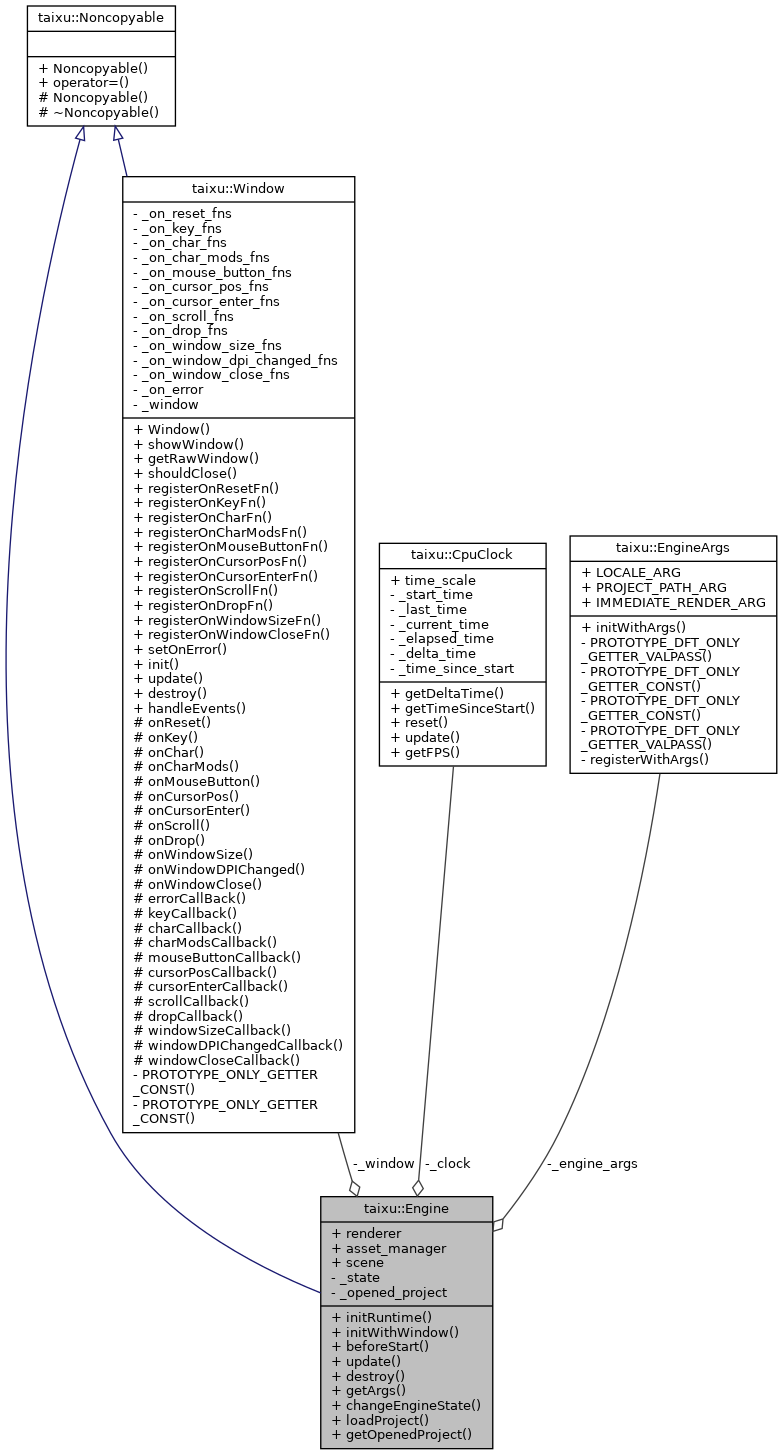 taixu::Noncopyable
+ Noncopyable()
+ operator=()
# Noncopyable()
# ~Noncopyable()
taixu::Window
- _on_reset_fns
- _on_key_fns
- _on_char_fns
- _on_char_mods_fns
- _on_mouse_button_fns
- _on_cursor_pos_fns
- _on_cursor_enter_fns
- _on_scroll_fns
- _on_drop_fns
- _on_window_size_fns
- _on_window_dpi_changed_fns
- _on_window_close_fns
- _on_error
- _window
+ Window()
+ showWindow()
+ getRawWindow()
+ shouldClose()
+ registerOnResetFn()
+ registerOnKeyFn()
+ registerOnCharFn()
+ registerOnCharModsFn()
+ registerOnMouseButtonFn()
+ registerOnCursorPosFn()
+ registerOnCursorEnterFn()
+ registerOnScrollFn()
+ registerOnDropFn()
+ registerOnWindowSizeFn()
+ registerOnWindowCloseFn()
+ setOnError()
+ init()
+ update()
+ destroy()
+ handleEvents()
# onReset()
# onKey()
# onChar()
# onCharMods()
# onMouseButton()
# onCursorPos()
# onCursorEnter()
# onScroll()
# onDrop()
# onWindowSize()
# onWindowDPIChanged()
# onWindowClose()
# errorCallBack()
# keyCallback()
# charCallback()
# charModsCallback()
# mouseButtonCallback()
# cursorPosCallback()
# cursorEnterCallback()
# scrollCallback()
# dropCallback()
# windowSizeCallback()
# windowDPIChangedCallback()
# windowCloseCallback()
- PROTOTYPE_ONLY_GETTER
_CONST()
- PROTOTYPE_ONLY_GETTER
_CONST()
taixu::CpuClock
+ time_scale
- _start_time
- _last_time
- _current_time
- _elapsed_time
- _delta_time
- _time_since_start
+ getDeltaTime()
+ getTimeSinceStart()
+ reset()
+ update()
+ getFPS()
taixu::EngineArgs
+ LOCALE_ARG
+ PROJECT_PATH_ARG
+ IMMEDIATE_RENDER_ARG
+ initWithArgs()
- PROTOTYPE_DFT_ONLY
_GETTER_VALPASS()
- PROTOTYPE_DFT_ONLY
_GETTER_CONST()
- PROTOTYPE_DFT_ONLY
_GETTER_CONST()
- PROTOTYPE_DFT_ONLY
_GETTER_VALPASS()
- registerWithArgs()
-_window
-_clock
-_engine_args
taixu::Engine
+ renderer
+ asset_manager
+ scene
- _state
- _opened_project
+ initRuntime()
+ initWithWindow()
+ beforeStart()
+ update()
+ destroy()
+ getArgs()
+ changeEngineState()
+ loadProject()
+ getOpenedProject()